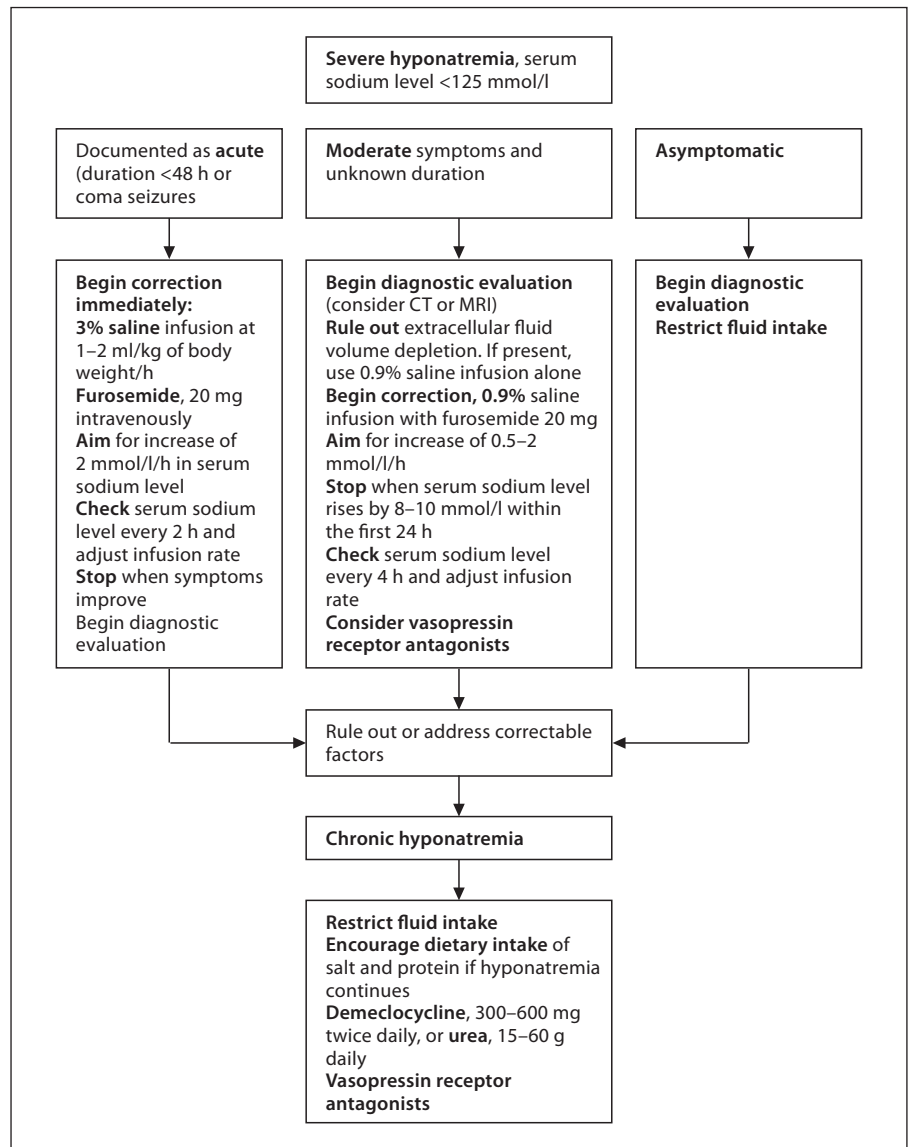 Severe hyponatremia, serum
sodium level <125 mmol/l
Documented as acute
(duration <48 h or
coma seizures
Moderate symptoms and
unknown duration
Asymptomatic
Begin correction
immediately:
3% saline infusion at
1–2 ml/kg of body
weight/h
Furosemide, 20 mg
intravenously
Aim for increase of
2 mmol/l/h in serum
sodium level
Check serum sodium
level every 2 h and
adjust infusion rate
Stop when symptoms
improve
Begin diagnostic
evaluation
Begin diagnostic evaluation
(consider CT or MRI)
Rule out extracellular fluid
volume depletion. If present,
use 0.9% saline infusion alone
Begin correction, 0.9% saline
infusion with furosemide 20 mg
Aim for increase of 0.5–2
mmol/l/h
Stop when serum sodium level
rises by 8–10 mmol/l within
the first 24 h
Check serum sodium level
every 4 h and adjust infusion
rate
Consider vasopressin
receptor antagonists
Begin diagnostic
evaluation
Restrict fluid intake
Rule out or address correctable
factors
Chronic hyponatremia
Restrict fluid intake
Encourage dietary intake of
salt and protein if hyponatremia
continues
Demeclocycline, 300–600 mg
twice daily, or urea, 15–60 g
daily
Vasopressin receptor
antagonists